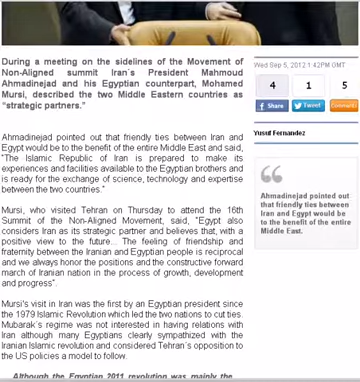 During a meeting on the sidelines of the Movement of
Non-Aligned summit Iran´s President Mahmoud
Ahmadinejad and his Egyptian counterpart, Mohamed
Mursi, described the two Middle Eastern countries as
“strategic partners.”
Ahmadinejad pointed out that friendly ties between Iran and
Egypt would be to the benefit of the entire Middle East and said,
"The Islamic Republic of Iran is prepared to make its
experiences and facilities available to the Egyptian brothers and
is ready for the exchange of science, technology and expertise
between the two countries."
Mursi, who visited Tehran on Thursday to attend the 16th
Summit of the Non-Aligned Movement, said, "Egypt also
considers Iran as its strategic partner and believes that, with a
positive view to the future... The feeling of friendship and
fraternity between the Iranian and Egyptian people is reciprocal
and we always honor the positions and the constructive forward
march of Iranian nation in the process of growth, development
and progress".
Mursi's visit in Iran was the first by an Egyptian president since
the 1979 Islamic Revolution which led the two nations to cut ties.
Mubarak´s regime was not interested in having relations with
Iran although many Egyptians clearly sympathized with the
Iranian Islamic revolution and considered Tehran´s opposition to
the US policies a model to follow.
Although the Egyptian 2011 revolution was mainly the
Wed Sep 5, 2012 1:42PM GMT
4 1 5
Share Tweet Comments
Yusuf Fernandez
Ahmadinejad pointed out
that friendly ties between
Iran and Egypt would be
to the benefit of the entire
Middle East.